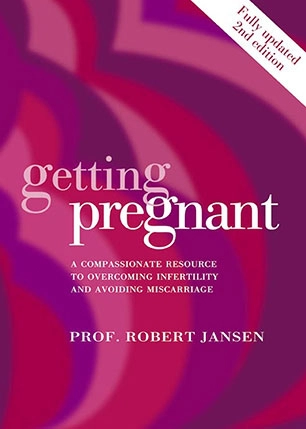 Fully updated
2nd edition
getting
pregnant
A COMPASSIONATE RESOURCE
TO OVERCOMING INFERTILITY
AND AVOIDING MISCARRIAGE
PROF. ROBERT JANSEN